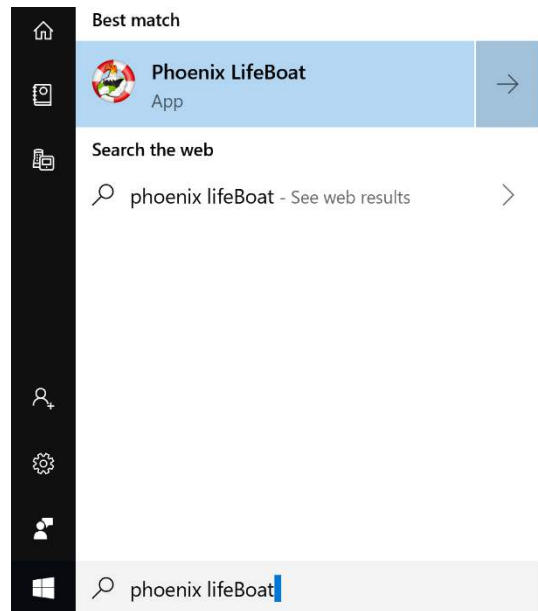 Best match
Phoenix LifeBoat
App
Search the web
phoenix lifeBoat - See web results
phoenix lifeBoat